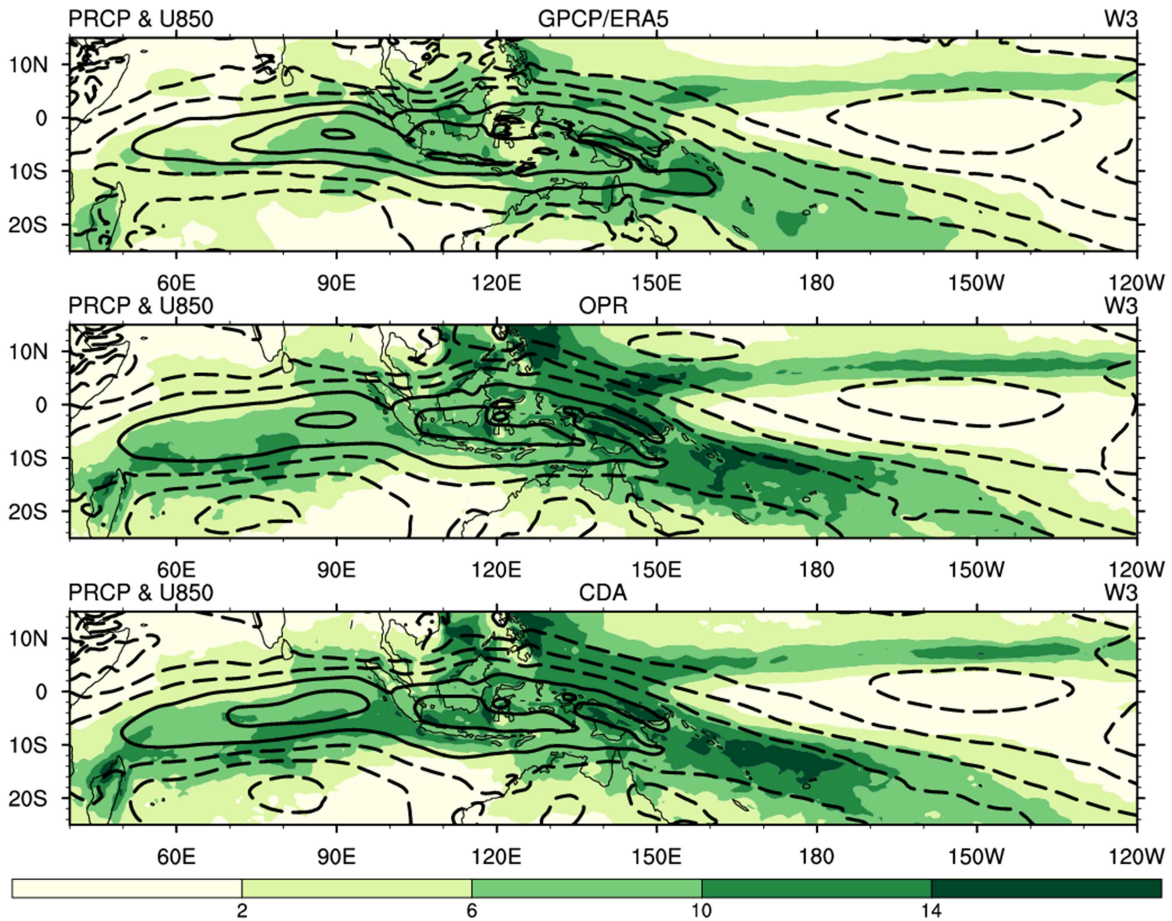 PRCP & U850 GPCP/ERA5 W3
10N
0
10S
20S
60E 90E 120E 150E 180 150W 120W
PRCP & U850 OPR W3
10N
0
10S
20S
60E 90E 120E 150E 180 150W 120W
PRCP & U850 CDA W3
10N
0
10S
20S
60E 90E 120E 150E 180 150W 120W
2 6 10 14